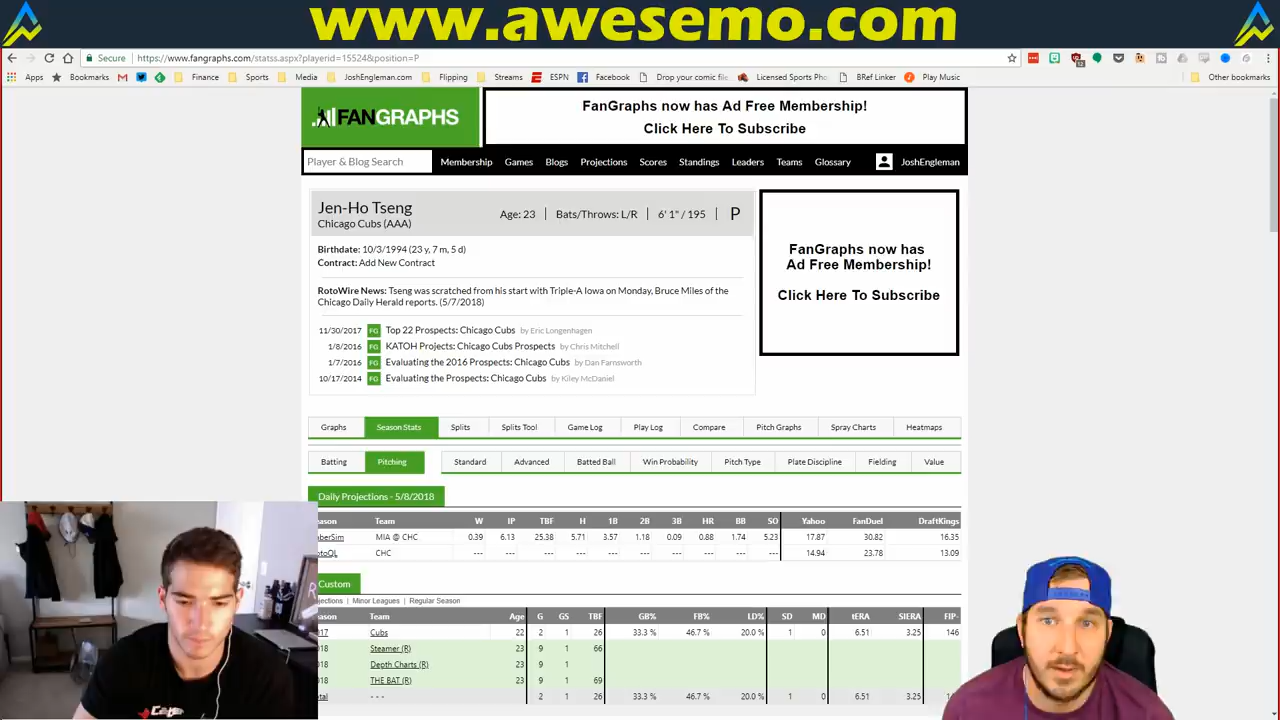 www.awesemo.com
Secure https://www.fangraphs.com/statss.aspx?playerid=15524&position=P
Apps Bookmarks Finance Sports Media JoshEngleman.com Flipping Streams ESPN Facebook Drop your comic file Licensed Sports Pho BRef Linker Play Music Other bookmarks
FANGRAPHS
FanGraphs now has Ad Free Membership!
Click Here To Subscribe
Player & Blog Search Membership Games Blogs Projections Scores Standings Leaders Teams Glossary JoshEngleman
Jen-Ho Tseng
Chicago Cubs (AAA)
Age: 23 Bats/Throws: L/R 6' 1" / 195 P
Birthdate: 10/3/1994 (23 y, 7 m, 5 d)
Contract: Add New Contract
RotoWire News: Tseng was scratched from his start with Triple-A Iowa on Monday, Bruce Miles of the
Chicago Daily Herald reports. (5/7/2018)
11/30/2017 FG Top 22 Prospects: Chicago Cubs by Eric Longenhagen
1/8/2016 FG KATOH Projects: Chicago Cubs Prospects by Chris Mitchell
1/7/2016 FG Evaluating the 2016 Prospects: Chicago Cubs by Dan Farnsworth
10/17/2014 FG Evaluating the Prospects: Chicago Cubs by Kiley McDaniel
FanGraphs now has
Ad Free Membership!
Click Here To Subscribe
Graphs Season Stats Splits Splits Tool Game Log Play Log Compare Pitch Graphs Spray Charts Heatmaps
Batting Pitching Standard Advanced Batted Ball Win Probability Pitch Type Plate Discipline Fielding Value
Daily Projections - 5/8/2018
eason Team W IP TBF H 1B 2B 3B HR BB SO Yahoo FanDuel DraftKings
berSim MIA @ CHC 0.39 6.13 25.38 5.71 3.57 1.18 0.09 0.88 1.74 5.23 17.87 30.82 16.35
otoQL CHC --- --- --- --- --- --- --- --- --- --- 14.94 23.78 13.09
Custom
ojections | Minor Leagues | Regular Season
eason Team Age G GS TBF GB% FB% LD% SD MD tERA SIERA FIP-
017 Cubs 22 2 1 26 33.3 % 46.7 % 20.0 % 1 0 6.51 3.25 146
018 Steamer (R) 23 9 1 66
018 Depth Charts (R) 23 9 1
018 THE BAT (R) 23 9 1 69
otal - - - 2 1 26 33.3 % 46.7 % 20.0 % 1 0 6.51 3.25